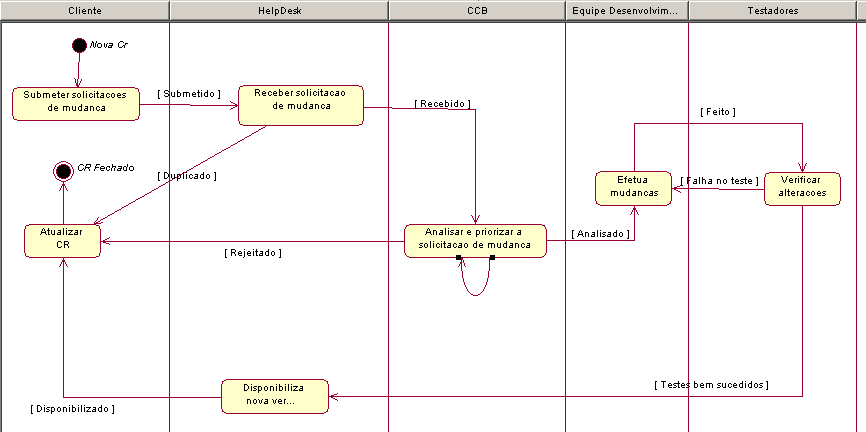 Cliente
HelpDesk
CCB
Equipe Desenvolvim...
Testadores
Nova Cr
Submeter solicitacoes
de mudanca
[ Submetido ]
Receber solicitacao
de mudanca
[ Recebido ]
[ Feito ]
CR Fechado
[ Duplicado ]
Efetua
mudancas
[ Falha no teste ]
Verificar
alteracoes
Atualizar
CR
[ Rejeitado ]
Analisar e priorizar a
solicitacao de mudanca
[ Analisado ]
Disponibiliza
nova ver...
[ Testes bem sucedidos ]
[ Disponibilizado ]